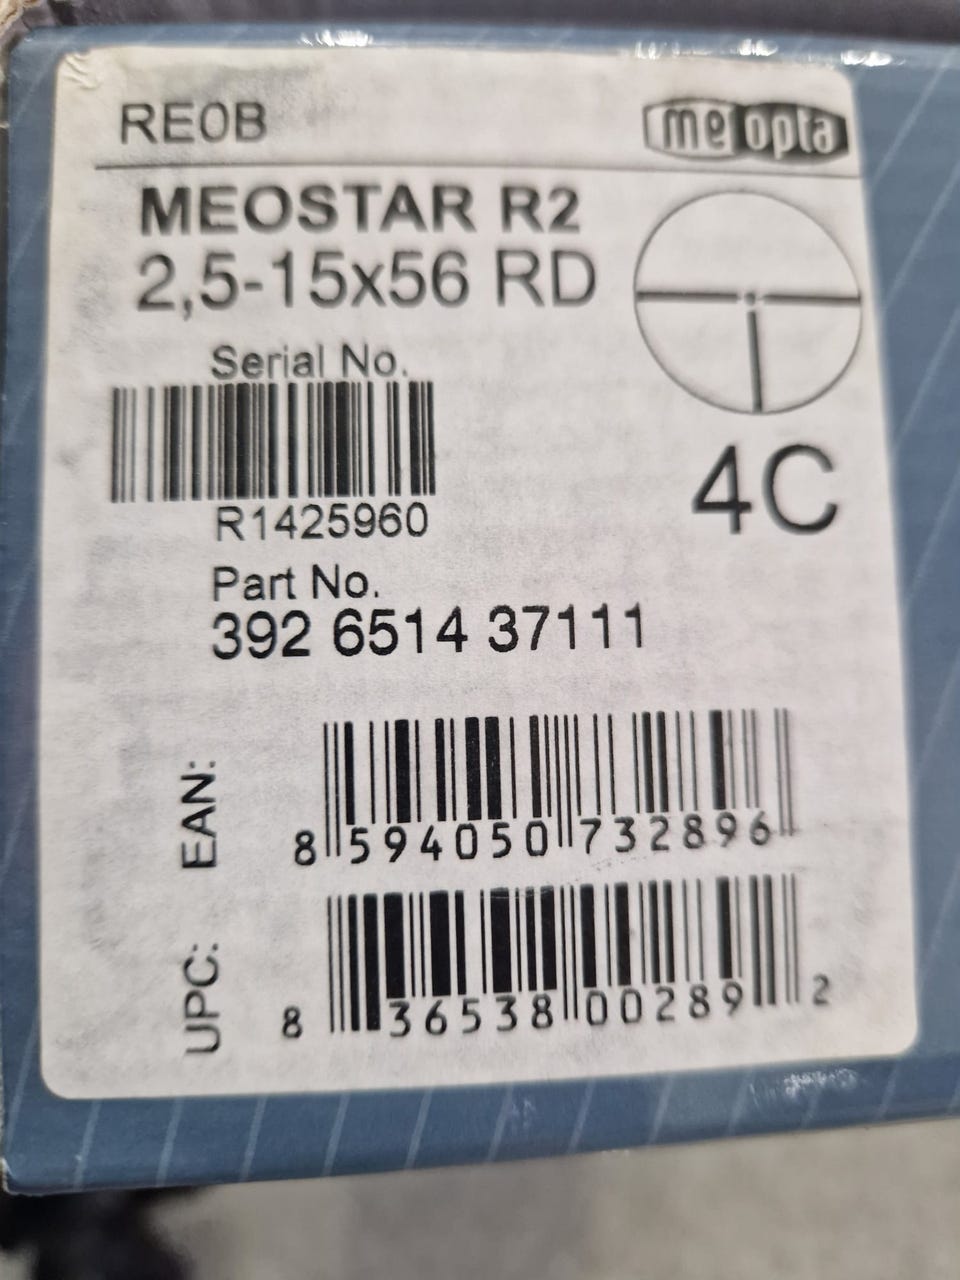 RE0B
meopta
MEOSTAR R2
2,5-15x56 RD
Serial No.
R1425960
4C
Part No.
392 6514 37111
EAN:
8 594050 732896
UPC:
8 36538 00289 2